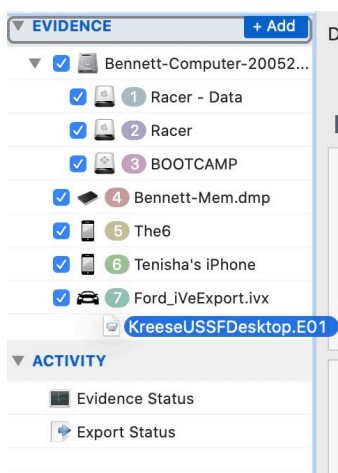 EVIDENCE + Add D
Bennett-Computer-20052...
1 Racer - Data
2 Racer
3 BOOTCAMP
4 Bennett-Mem.dmp
5 The6
6 Tenisha's iPhone
7 Ford_iVeExport.ivx
KreeseUSSFDesktop.E01
ACTIVITY
Evidence Status
Export Status